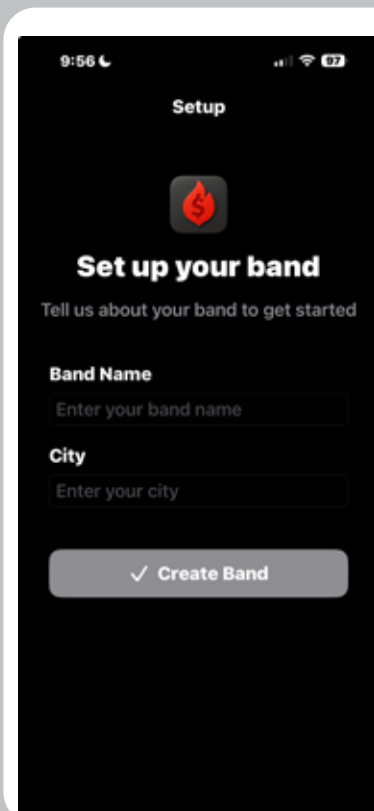 9:56
97
Setup
$
Set up your band
Tell us about your band to get started
Band Name
Enter your band name
City
Enter your city
✓ Create Band